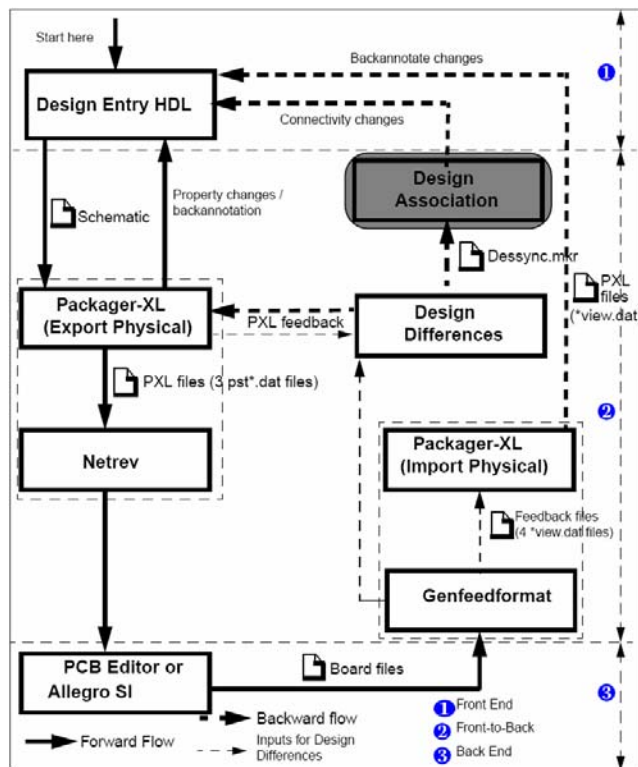 Start here
Backannotate changes
1
Design Entry HDL
Connectivity changes
Design
Association
Property changes /
backannotation
Schematic
Dessync.mkr
PXL
files
(*view.dat
Packager-XL
(Export Physical)
PXL feedback
Design
Differences
PXL files (3 pst*.dat files)
2
Netrev
Packager-XL
(Import Physical)
Feedback files
(4 *view.dat files)
Genfeedformat
PCB Editor or
Allegro SI
Board files
3
Backward flow
Forward Flow
Inputs for Design
Differences
1 Front End
2 Front-to-Back
3 Back End